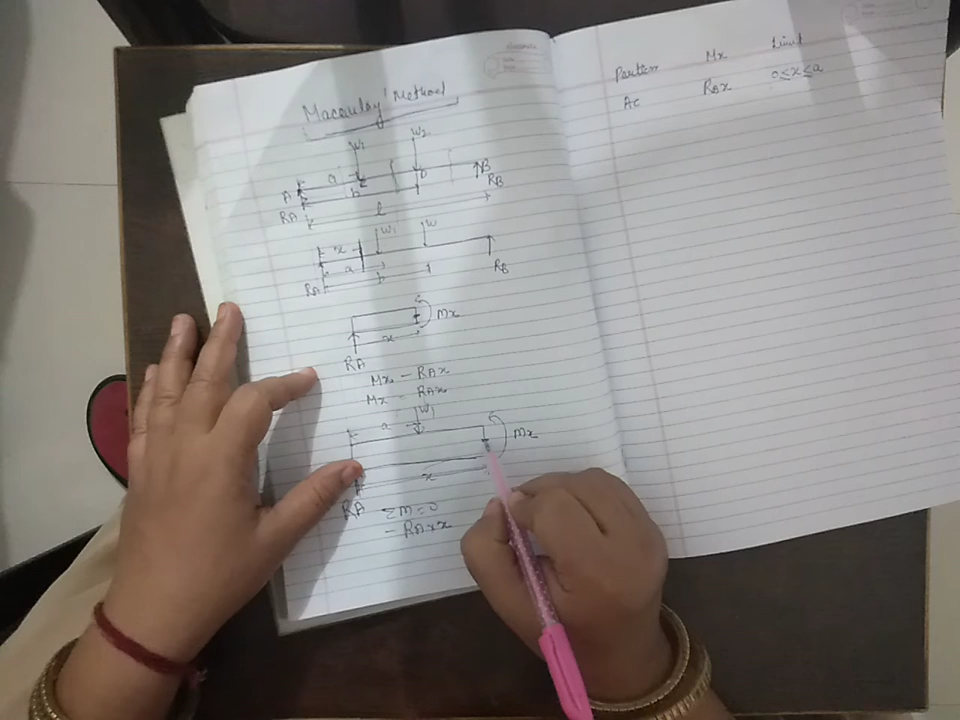 Macaulay' Method
W1 W2
a C D B
A b RB
RA l
x W1 W
a
b RB
RA
Mx
x
RA
Mx - RAx
Mx - RAx
W1
a Mx
x
RA ΣM = 0
- RAxx
Portion Mx Limit
AC RAx 0≤x≤a